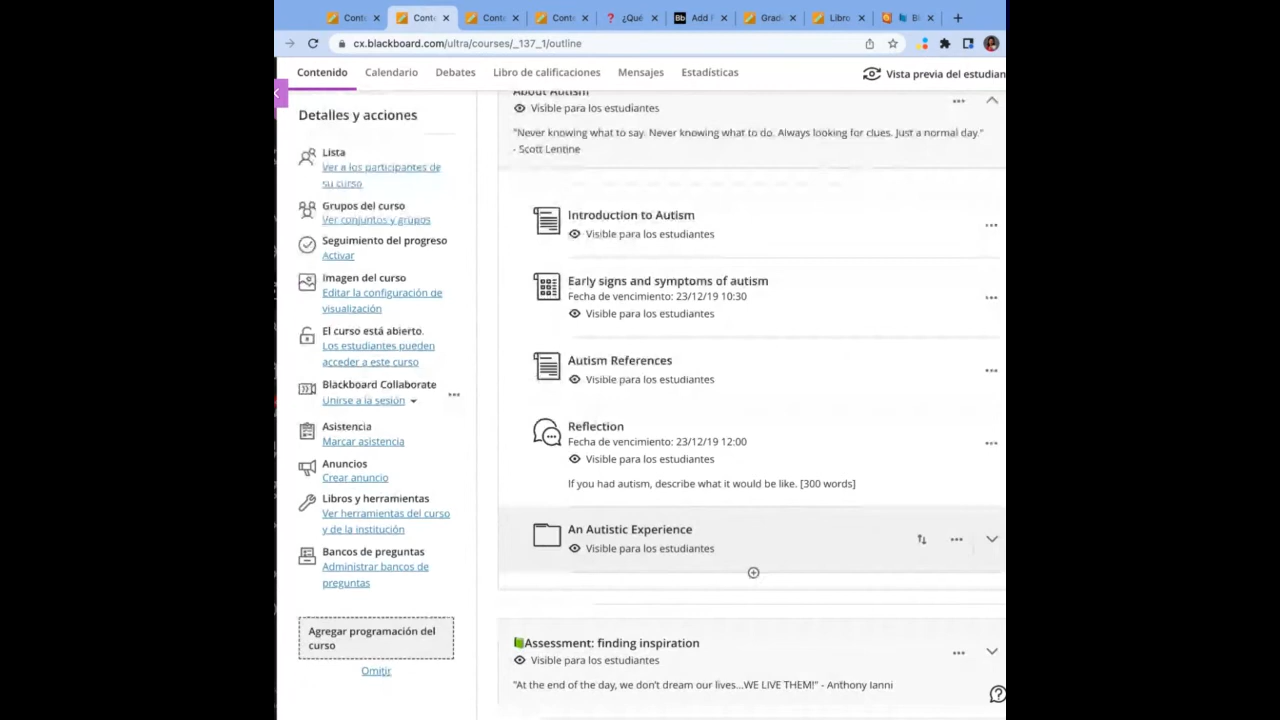 Conte
Conte
Conte
Conte
¿Qué
Bb Add F
Grad
Libro
Bl
cx.blackboard.com/ultra/courses/_137_1/outline
Contenido
Calendario
Debates
Libro de calificaciones
Mensajes
Estadísticas
Vista previa del estudian
Detalles y acciones
Lista
Ver a los participantes de
su curso
Grupos del curso
Ver conjuntos y grupos
Seguimiento del progreso
Activar
Imagen del curso
Editar la configuración de
visualización
El curso está abierto.
Los estudiantes pueden
acceder a este curso
Blackboard Collaborate
Unirse a la sesión
Asistencia
Marcar asistencia
Anuncios
Crear anuncio
Libros y herramientas
Ver herramientas del curso
y de la institución
Bancos de preguntas
Administrar bancos de
preguntas
Agregar programación del
curso
Omitir
About Autism
Visible para los estudiantes
"Never knowing what to say. Never knowing what to do. Always looking for clues. Just a normal day."
- Scott Lentine
Introduction to Autism
Visible para los estudiantes
Early signs and symptoms of autism
Fecha de vencimiento: 23/12/19 10:30
Visible para los estudiantes
Autism References
Visible para los estudiantes
Reflection
Fecha de vencimiento: 23/12/19 12:00
Visible para los estudiantes
If you had autism, describe what it would be like. [300 words]
An Autistic Experience
Visible para los estudiantes
Assessment: finding inspiration
Visible para los estudiantes
"At the end of the day, we don't dream our lives...WE LIVE THEM!" - Anthony Ianni